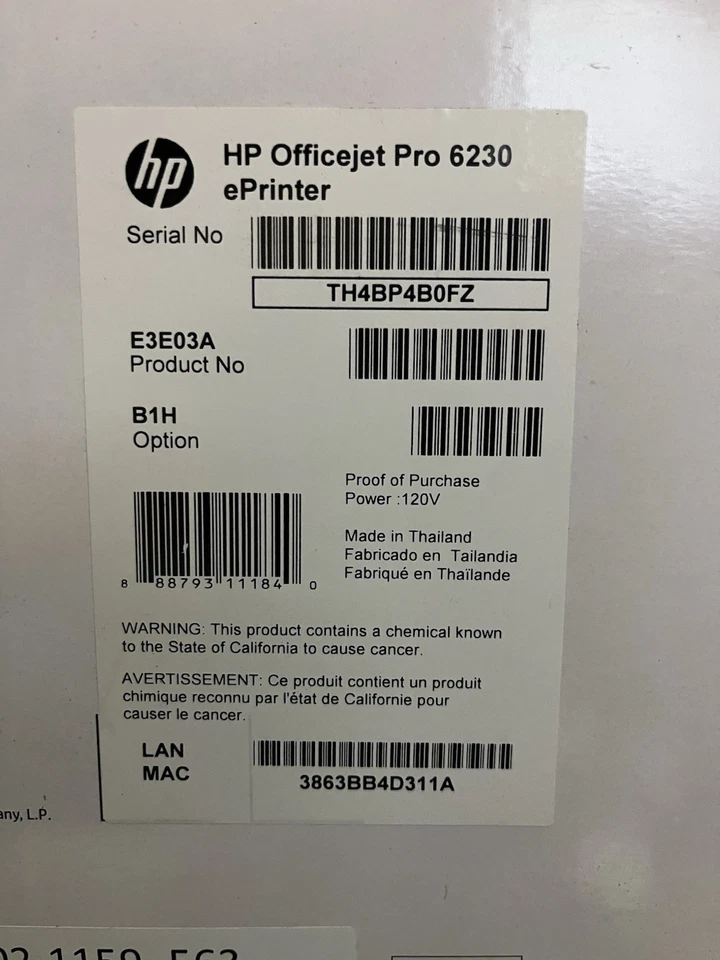 hp
HP Officejet Pro 6230
ePrinter
Serial No
TH4BP4B0FZ
E3E03A
Product No
B1H
Option
Proof of Purchase
Power :120V
Made in Thailand
Fabricado en Tailandia
Fabriqué en Thaïlande
8 88793 11184 0
WARNING: This product contains a chemical known
to the State of California to cause cancer.
AVERTISSEMENT: Ce produit contient un produit
chimique reconnu par l'état de Californie pour
causer le cancer.
LAN
MAC
3863BB4D311A
any, L.P.